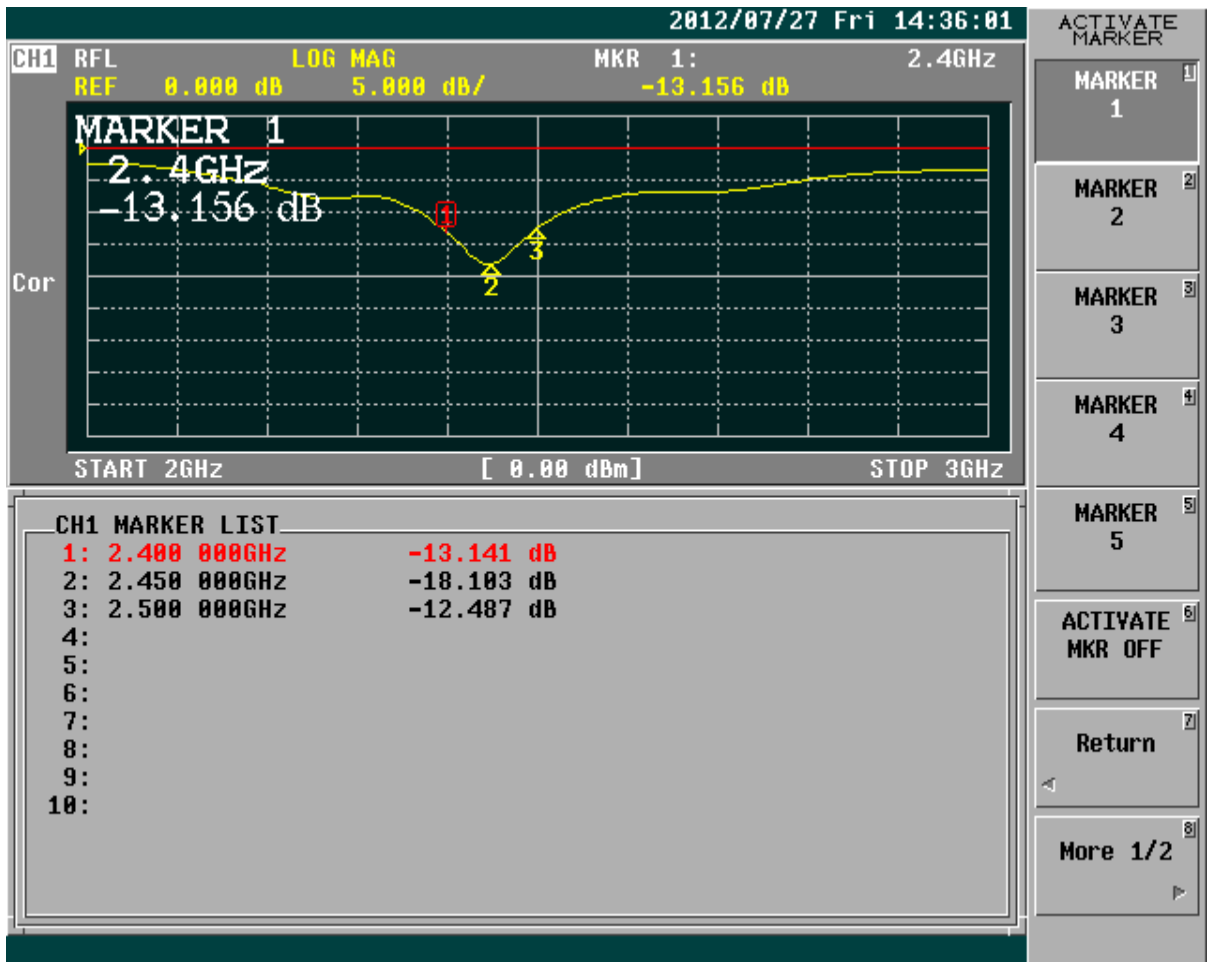 2012/07/27 Fri 14:36:01
CH1 RFL LOG MAG MKR 1: 2.4GHz
REF 0.000 dB 5.000 dB/ -13.156 dB
MARKER 1
2.4GHz
-13.156 dB
1
2
3
Cor
START 2GHz [ 0.00 dBm] STOP 3GHz
CH1 MARKER LIST
1: 2.400 000GHz -13.141 dB
2: 2.450 000GHz -18.103 dB
3: 2.500 000GHz -12.487 dB
4:
5:
6:
7:
8:
9:
10:
ACTIVATE
MARKER
MARKER 1
1
MARKER 2
2
MARKER 3
3
MARKER 4
4
MARKER 5
5
ACTIVATE 6
MKR OFF
7
Return
8
More 1/2